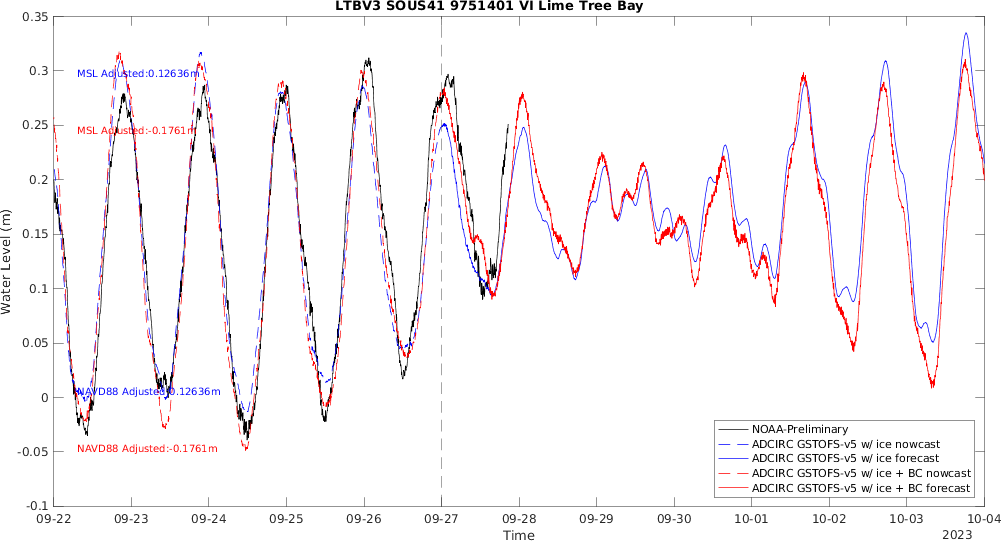 LTBV3 SOUS41 9751401 VI Lime Tree Bay
0.35
0.3
0.25
0.2
0.15
0.1
0.05
0
-0.05
-0.1
Water Level (m)
MSL Adjusted:0.12636m
MSL Adjusted:-0.1761m
NAVD88 Adjusted:0.12636m
NAVD88 Adjusted:-0.1761m
NOAA-Preliminary
ADCIRC GSTOFS-v5 w/ ice nowcast
ADCIRC GSTOFS-v5 w/ ice forecast
ADCIRC GSTOFS-v5 w/ ice + BC nowcast
ADCIRC GSTOFS-v5 w/ ice + BC forecast
09-22 09-23 09-24 09-25 09-26 09-27 09-28 09-29 09-30 10-01 10-02 10-03 10-04
Time
2023